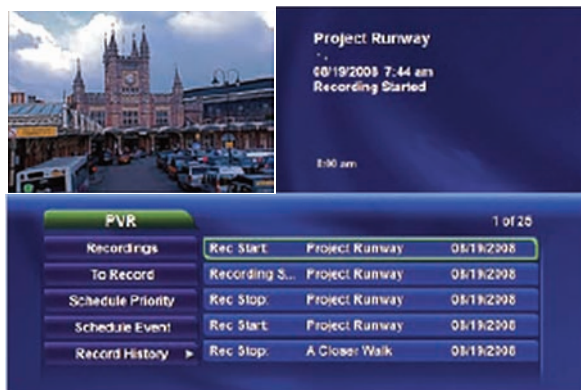 Project Runway
08/19/2008 7:44 am
Recording Started
8:00 am
PVR
1 of 25
Recordings
Rec Start: Project Runway 08/19/2008
To Record
Recording S... Project Runway 08/19/2008
Schedule Priority
Rec Stop: Project Runway 08/19/2008
Schedule Event
Rec Start: Project Runway 08/19/2008
Record History
Rec Stop: A Closer Walk 08/19/2008